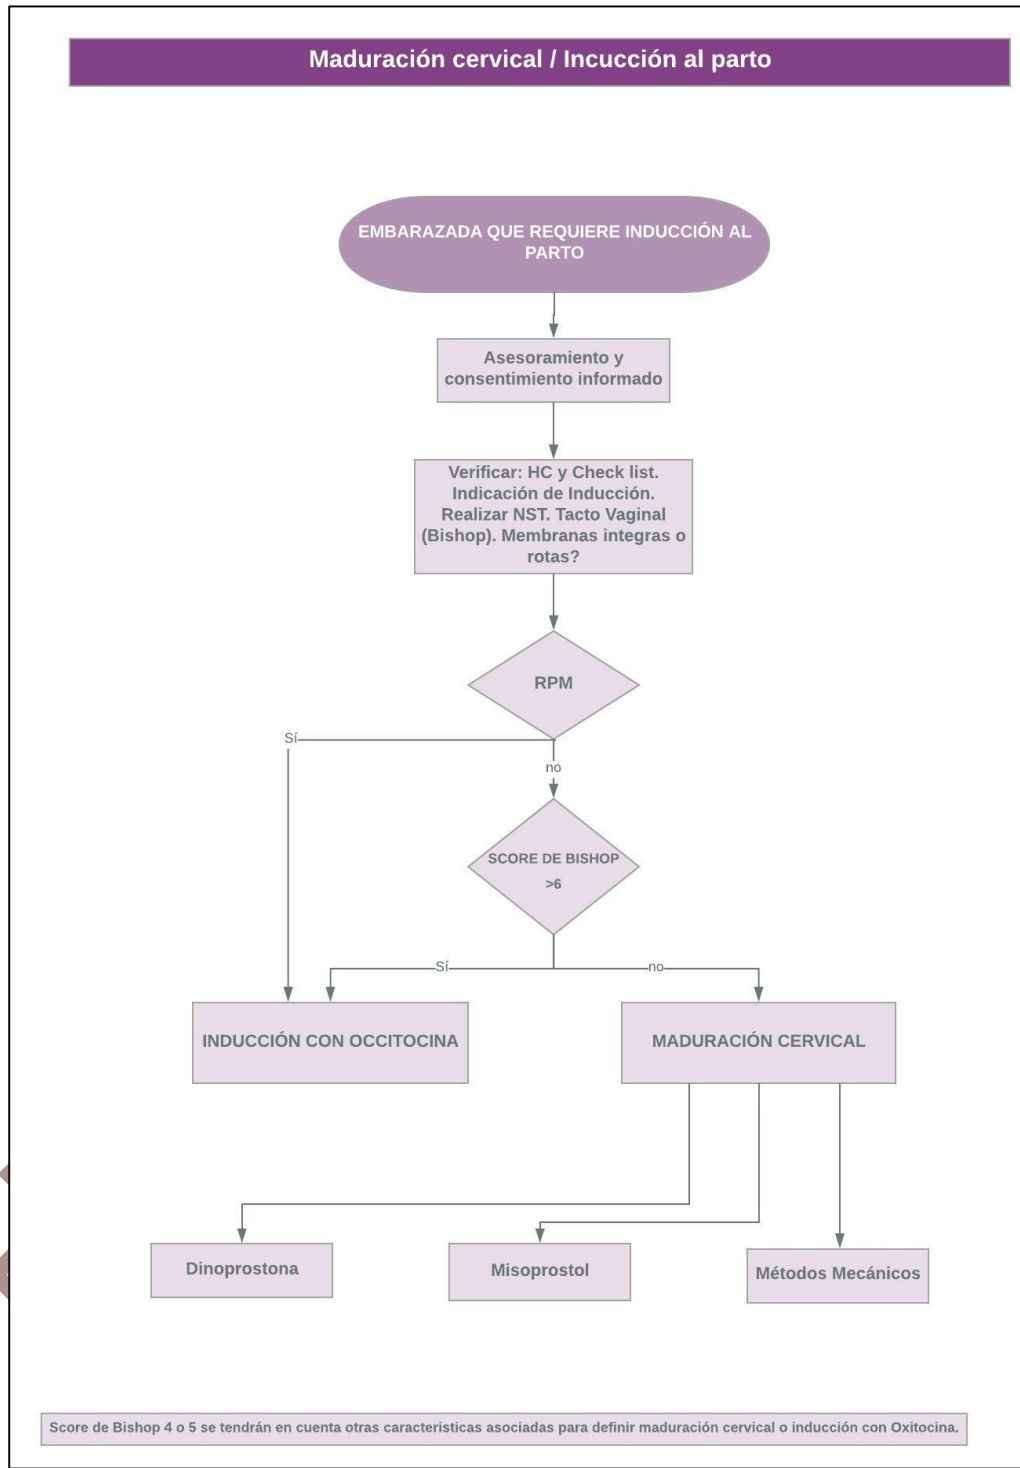 Maduración cervical / Incucción al parto
EMBARAZADA QUE REQUIERE INDUCCIÓN AL
PARTO
Asesoramiento y
consentimiento informado
Verificar: HC y Check list.
Indicación de Inducción.
Realizar NST. Tacto Vaginal
(Bishop). Membranas integras o
rotas?
RPM
Sí
no
SCORE DE BISHOP
>6
Sí
no
INDUCCIÓN CON OCCITOCINA
MADURACIÓN CERVICAL
Dinoprostona
Misoprostol
Métodos Mecánicos
Score de Bishop 4 o 5 se tendrán en cuenta otras caracteristicas asociadas para definir maduración cervical o inducción con Oxitocina.